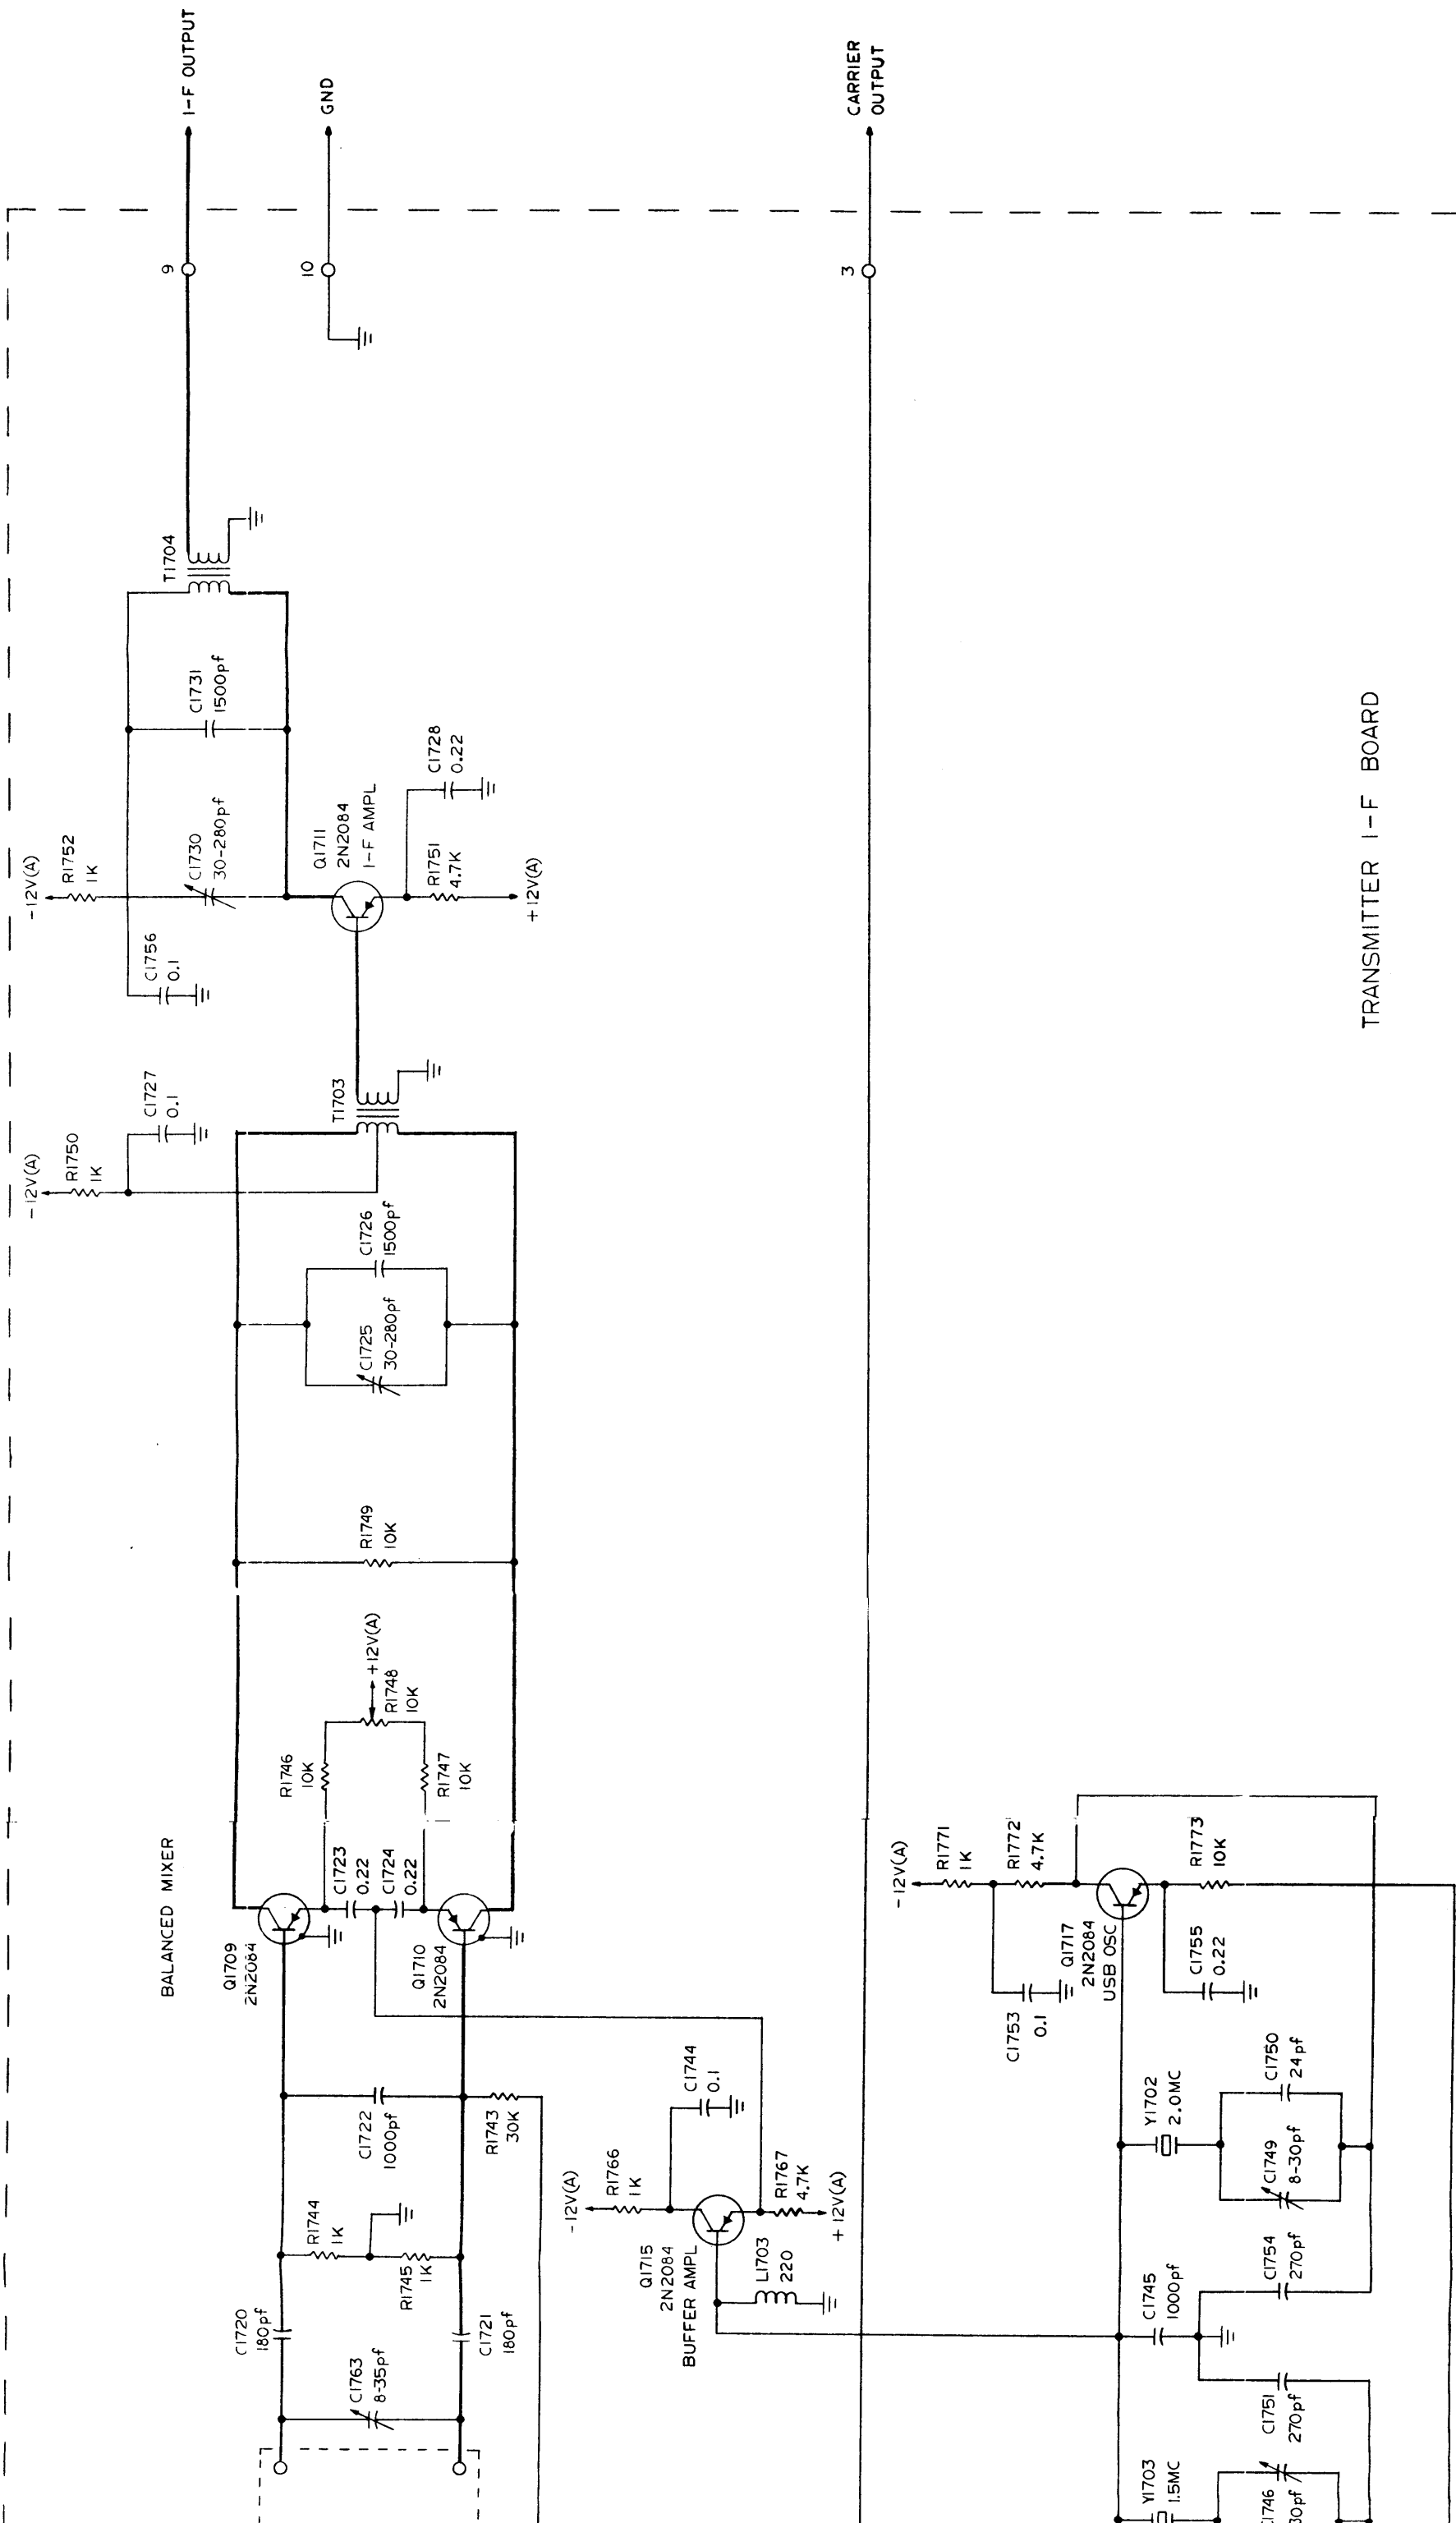 I-F OUTPUT
GND
CARRIER
OUTPUT
9
10
3
T1704
C1731
1500pf
-12V(A)
R1752
1K
C1730
30-280pf
Q1711
2N2084
I-F AMPL
C1728
0.22
R1751
4.7K
+12V(A)
C1756
0.1
C1727
0.1
T1703
-12V(A)
R1750
1K
C1726
1500pf
C1725
30-280pf
R1749
10K
+12V(A)
R1748
10K
R1746
10K
R1747
10K
BALANCED MIXER
C1723
0.22
C1724
0.22
Q1709
2N2084
Q1710
2N2084
C1722
1000pf
R1743
30K
R1744
1K
R1745
1K
C1720
180pf
C1721
180pf
C1763
8-35pf
C1744
0.1
-12V(A)
R1766
1K
R1767
4.7K
+12V(A)
Q1715
2N2084
BUFFER AMPL
L1703
220
-12V(A)
R1771
1K
R1772
4.7K
R1773
10K
Q1717
2N2084
USB OSC
C1753
0.1
C1755
0.22
Y1702
2.0MC
C1750
24pf
C1749
8-30pf
C1745
1000pf
C1754
270pf
C1751
270pf
Y1703
1.5MC
C1746
30pf
TRANSMITTER I-F BOARD